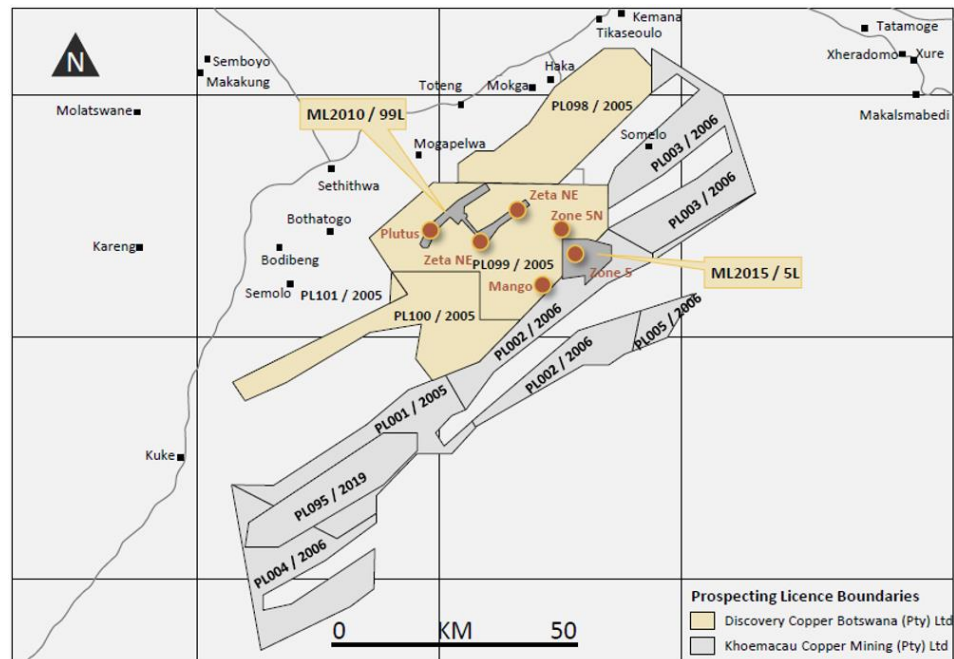 Kemana
Tikaseoulo
Tatamoge
Xheradomo
Xure
N
Semboyo
Makakung
Haka
Toteng
Mokga
Molatswane
Makalsmabedi
ML2010 / 99L
PL098 / 2005
Somelo
PL003 / 2006
Mogapelwa
Sethithwa
PL003 / 2006
Zeta NE
Bothatogo
Plutus
Zone 5N
Kareng
Bodibeng
Zeta NE
PL099 / 2005
Zone 5
ML2015 / 5L
Semolo
PL101 / 2005
Mango
PL100 / 2005
PL002 / 2006
PL005 / 2006
PL002 / 2006
PL001 / 2005
Kuke
PL095 / 2019
PL004 / 2006
Prospecting Licence Boundaries
Discovery Copper Botswana (Pty) Ltd
Khoemacau Copper Mining (Pty) Ltd
0 KM 50